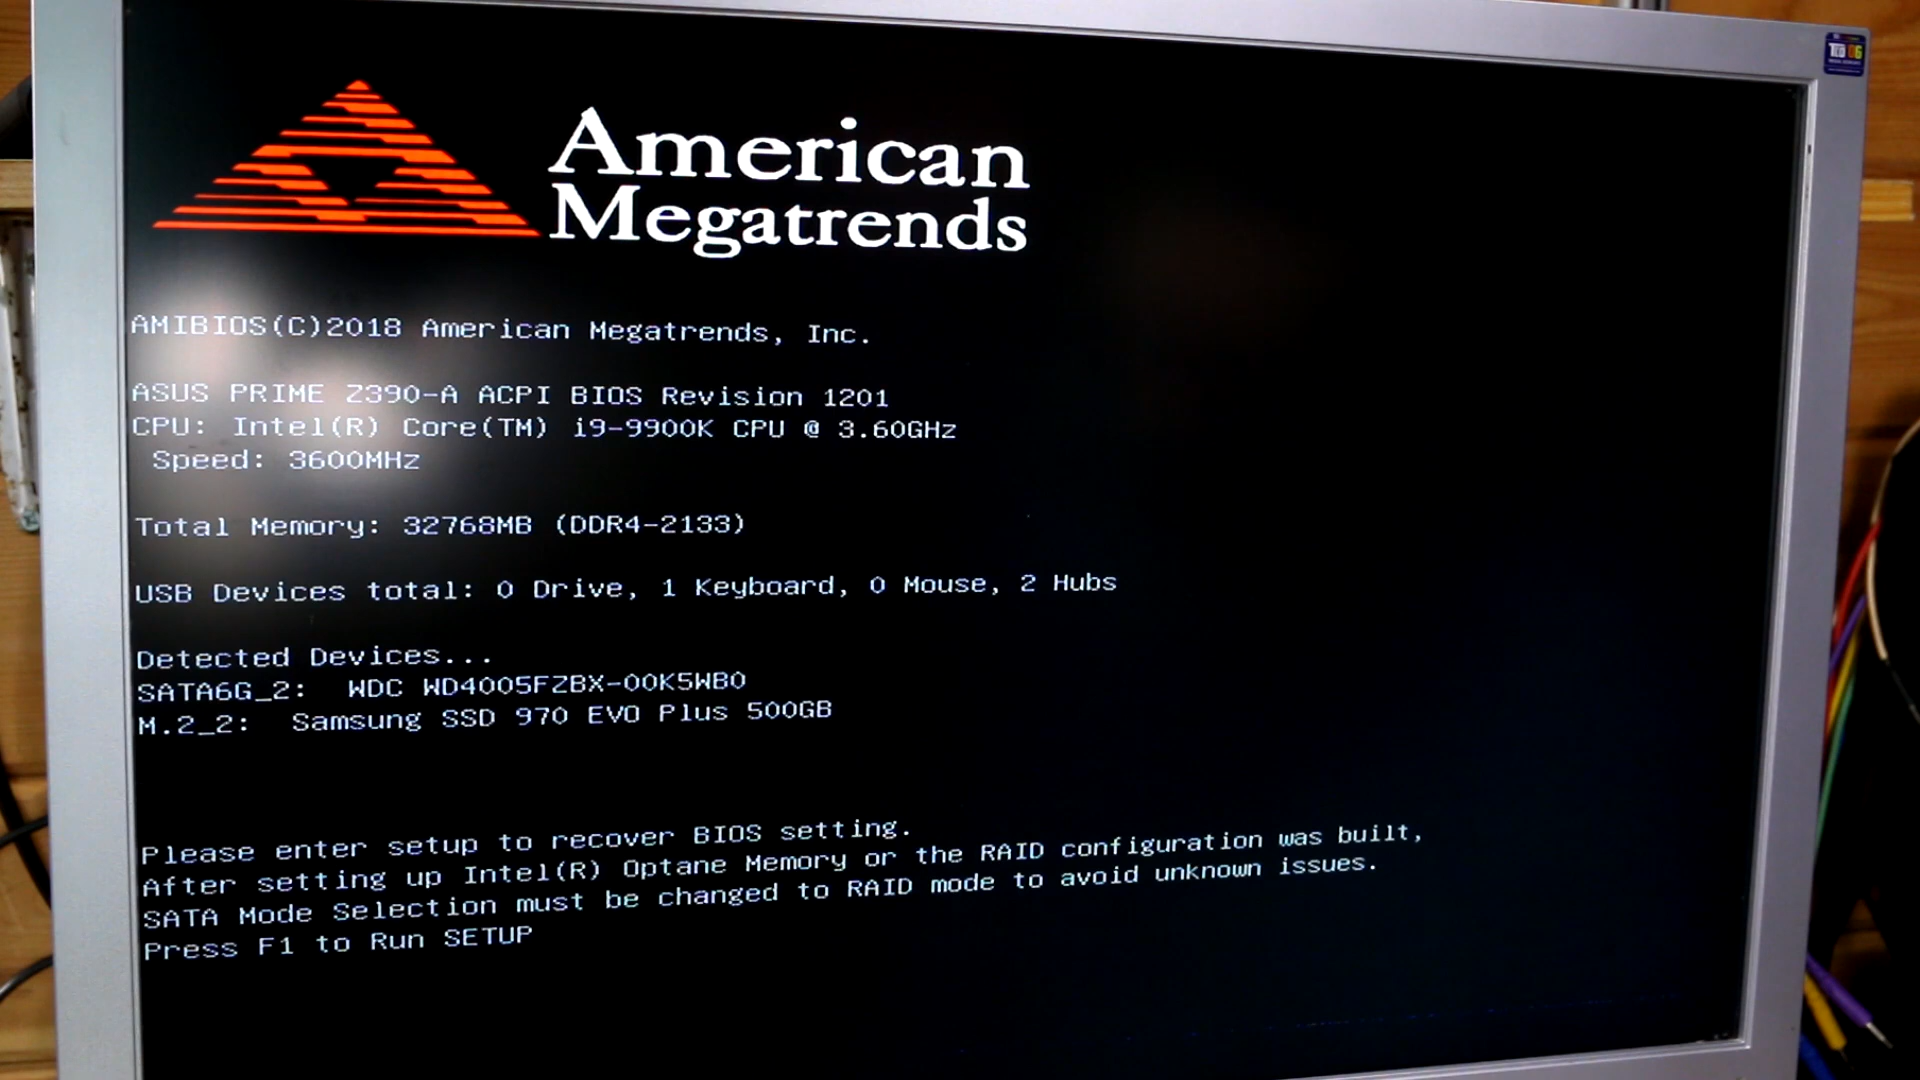 American
Megatrends
AMIBIOS(C)2018 American Megatrends, Inc.
ASUS PRIME Z390-A ACPI BIOS Revision 1201
CPU: Intel(R) Core(TM) i9-9900K CPU @ 3.60GHz
Speed: 3600MHz
Total Memory: 32768MB (DDR4-2133)
USB Devices total: 0 Drive, 1 Keyboard, 0 Mouse, 2 Hubs
Detected Devices...
SATA6G_2: WDC WD4005FZBX-00K5WB0
M.2_2: Samsung SSD 970 EVO Plus 500GB
Please enter setup to recover BIOS setting.
After setting up Intel(R) Optane Memory or the RAID configuration was built,
SATA Mode Selection must be changed to RAID mode to avoid unknown issues.
Press F1 to Run SETUP